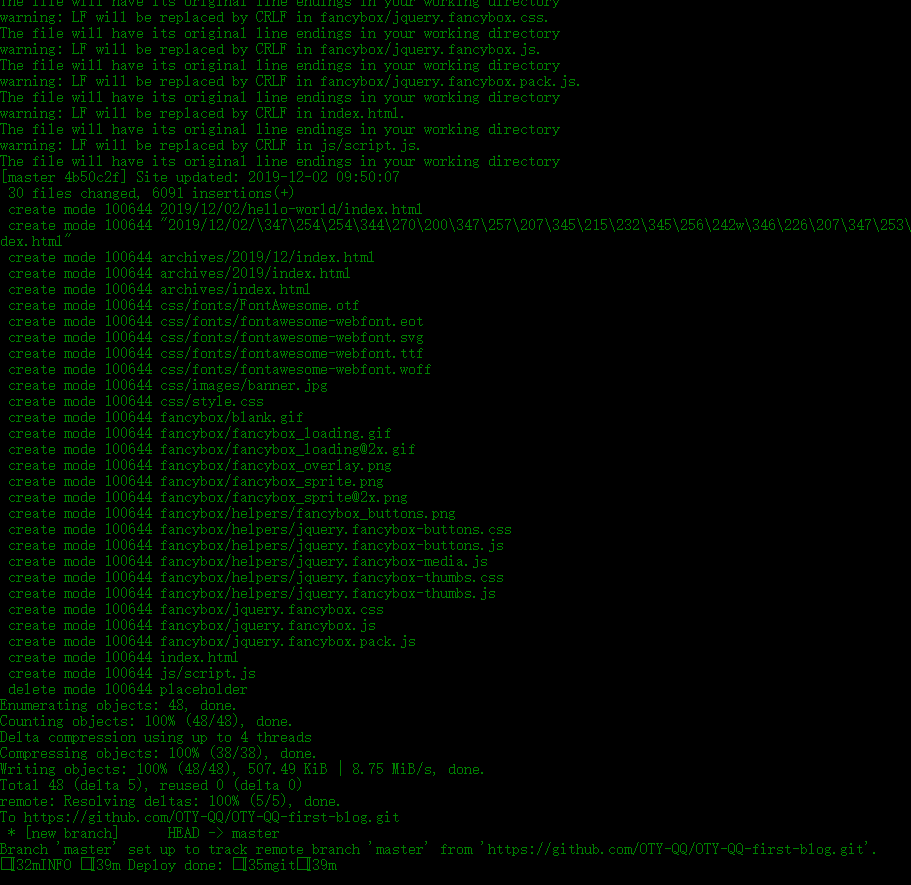 The file will have its original line endings in your working directory
warning: LF will be replaced by CRLF in fancybox/jquery.fancybox.css.
The file will have its original line endings in your working directory
warning: LF will be replaced by CRLF in fancybox/jquery.fancybox.js.
The file will have its original line endings in your working directory
warning: LF will be replaced by CRLF in fancybox/jquery.fancybox.pack.js.
The file will have its original line endings in your working directory
warning: LF will be replaced by CRLF in index.html.
The file will have its original line endings in your working directory
warning: LF will be replaced by CRLF in js/script.js.
The file will have its original line endings in your working directory
[master 4b50c2f] Site updated: 2019-12-02 09:50:07
 30 files changed, 6091 insertions(+)
 create mode 100644 2019/12/02/hello-world/index.html
 create mode 100644 "2019/12/02/\347\254\254\344\270\200\347\257\207\345\215\232\345\256\242w\346\226\207\347\253\
dex.html"
 create mode 100644 archives/2019/12/index.html
 create mode 100644 archives/2019/index.html
 create mode 100644 archives/index.html
 create mode 100644 css/fonts/FontAwesome.otf
 create mode 100644 css/fonts/fontawesome-webfont.eot
 create mode 100644 css/fonts/fontawesome-webfont.svg
 create mode 100644 css/fonts/fontawesome-webfont.ttf
 create mode 100644 css/fonts/fontawesome-webfont.woff
 create mode 100644 css/images/banner.jpg
 create mode 100644 css/style.css
 create mode 100644 fancybox/blank.gif
 create mode 100644 fancybox/fancybox_loading.gif
 create mode 100644 fancybox/fancybox_loading@2x.gif
 create mode 100644 fancybox/fancybox_overlay.png
 create mode 100644 fancybox/fancybox_sprite.png
 create mode 100644 fancybox/fancybox_sprite@2x.png
 create mode 100644 fancybox/helpers/fancybox_buttons.png
 create mode 100644 fancybox/helpers/jquery.fancybox-buttons.css
 create mode 100644 fancybox/helpers/jquery.fancybox-buttons.js
 create mode 100644 fancybox/helpers/jquery.fancybox-media.js
 create mode 100644 fancybox/helpers/jquery.fancybox-thumbs.css
 create mode 100644 fancybox/helpers/jquery.fancybox-thumbs.js
 create mode 100644 fancybox/jquery.fancybox.css
 create mode 100644 fancybox/jquery.fancybox.js
 create mode 100644 fancybox/jquery.fancybox.pack.js
 create mode 100644 index.html
 create mode 100644 js/script.js
 delete mode 100644 placeholder
Enumerating objects: 48, done.
Counting objects: 100% (48/48), done.
Delta compression using up to 4 threads
Compressing objects: 100% (38/38), done.
Writing objects: 100% (48/48), 507.49 KiB | 8.75 MiB/s, done.
Total 48 (delta 5), reused 0 (delta 0)
remote: Resolving deltas: 100% (5/5), done.
To https://github.com/OTY-QQ/OTY-QQ-first-blog.git
 * [new branch]      HEAD -> master
Branch 'master' set up to track remote branch 'master' from 'https://github.com/OTY-QQ/OTY-QQ-first-blog.git'.
[32mINFO [39m Deploy done: [35mgit[39m